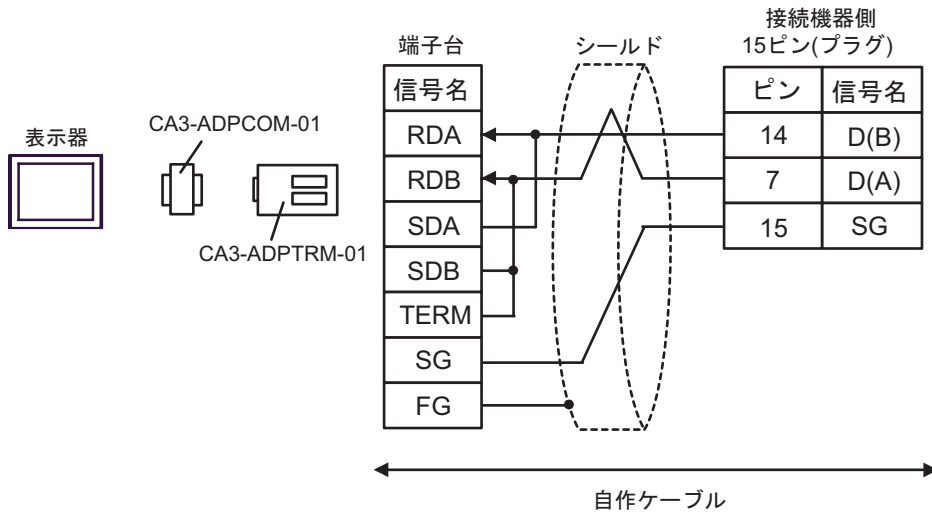 表示器
CA3-ADPCOM-01
CA3-ADPTRM-01
端子台
信号名
RDA
RDB
SDA
SDB
TERM
SG
FG
シールド
接続機器側
15ピン(プラグ)
ピン 信号名
14 D(B)
7 D(A)
15 SG
自作ケーブル